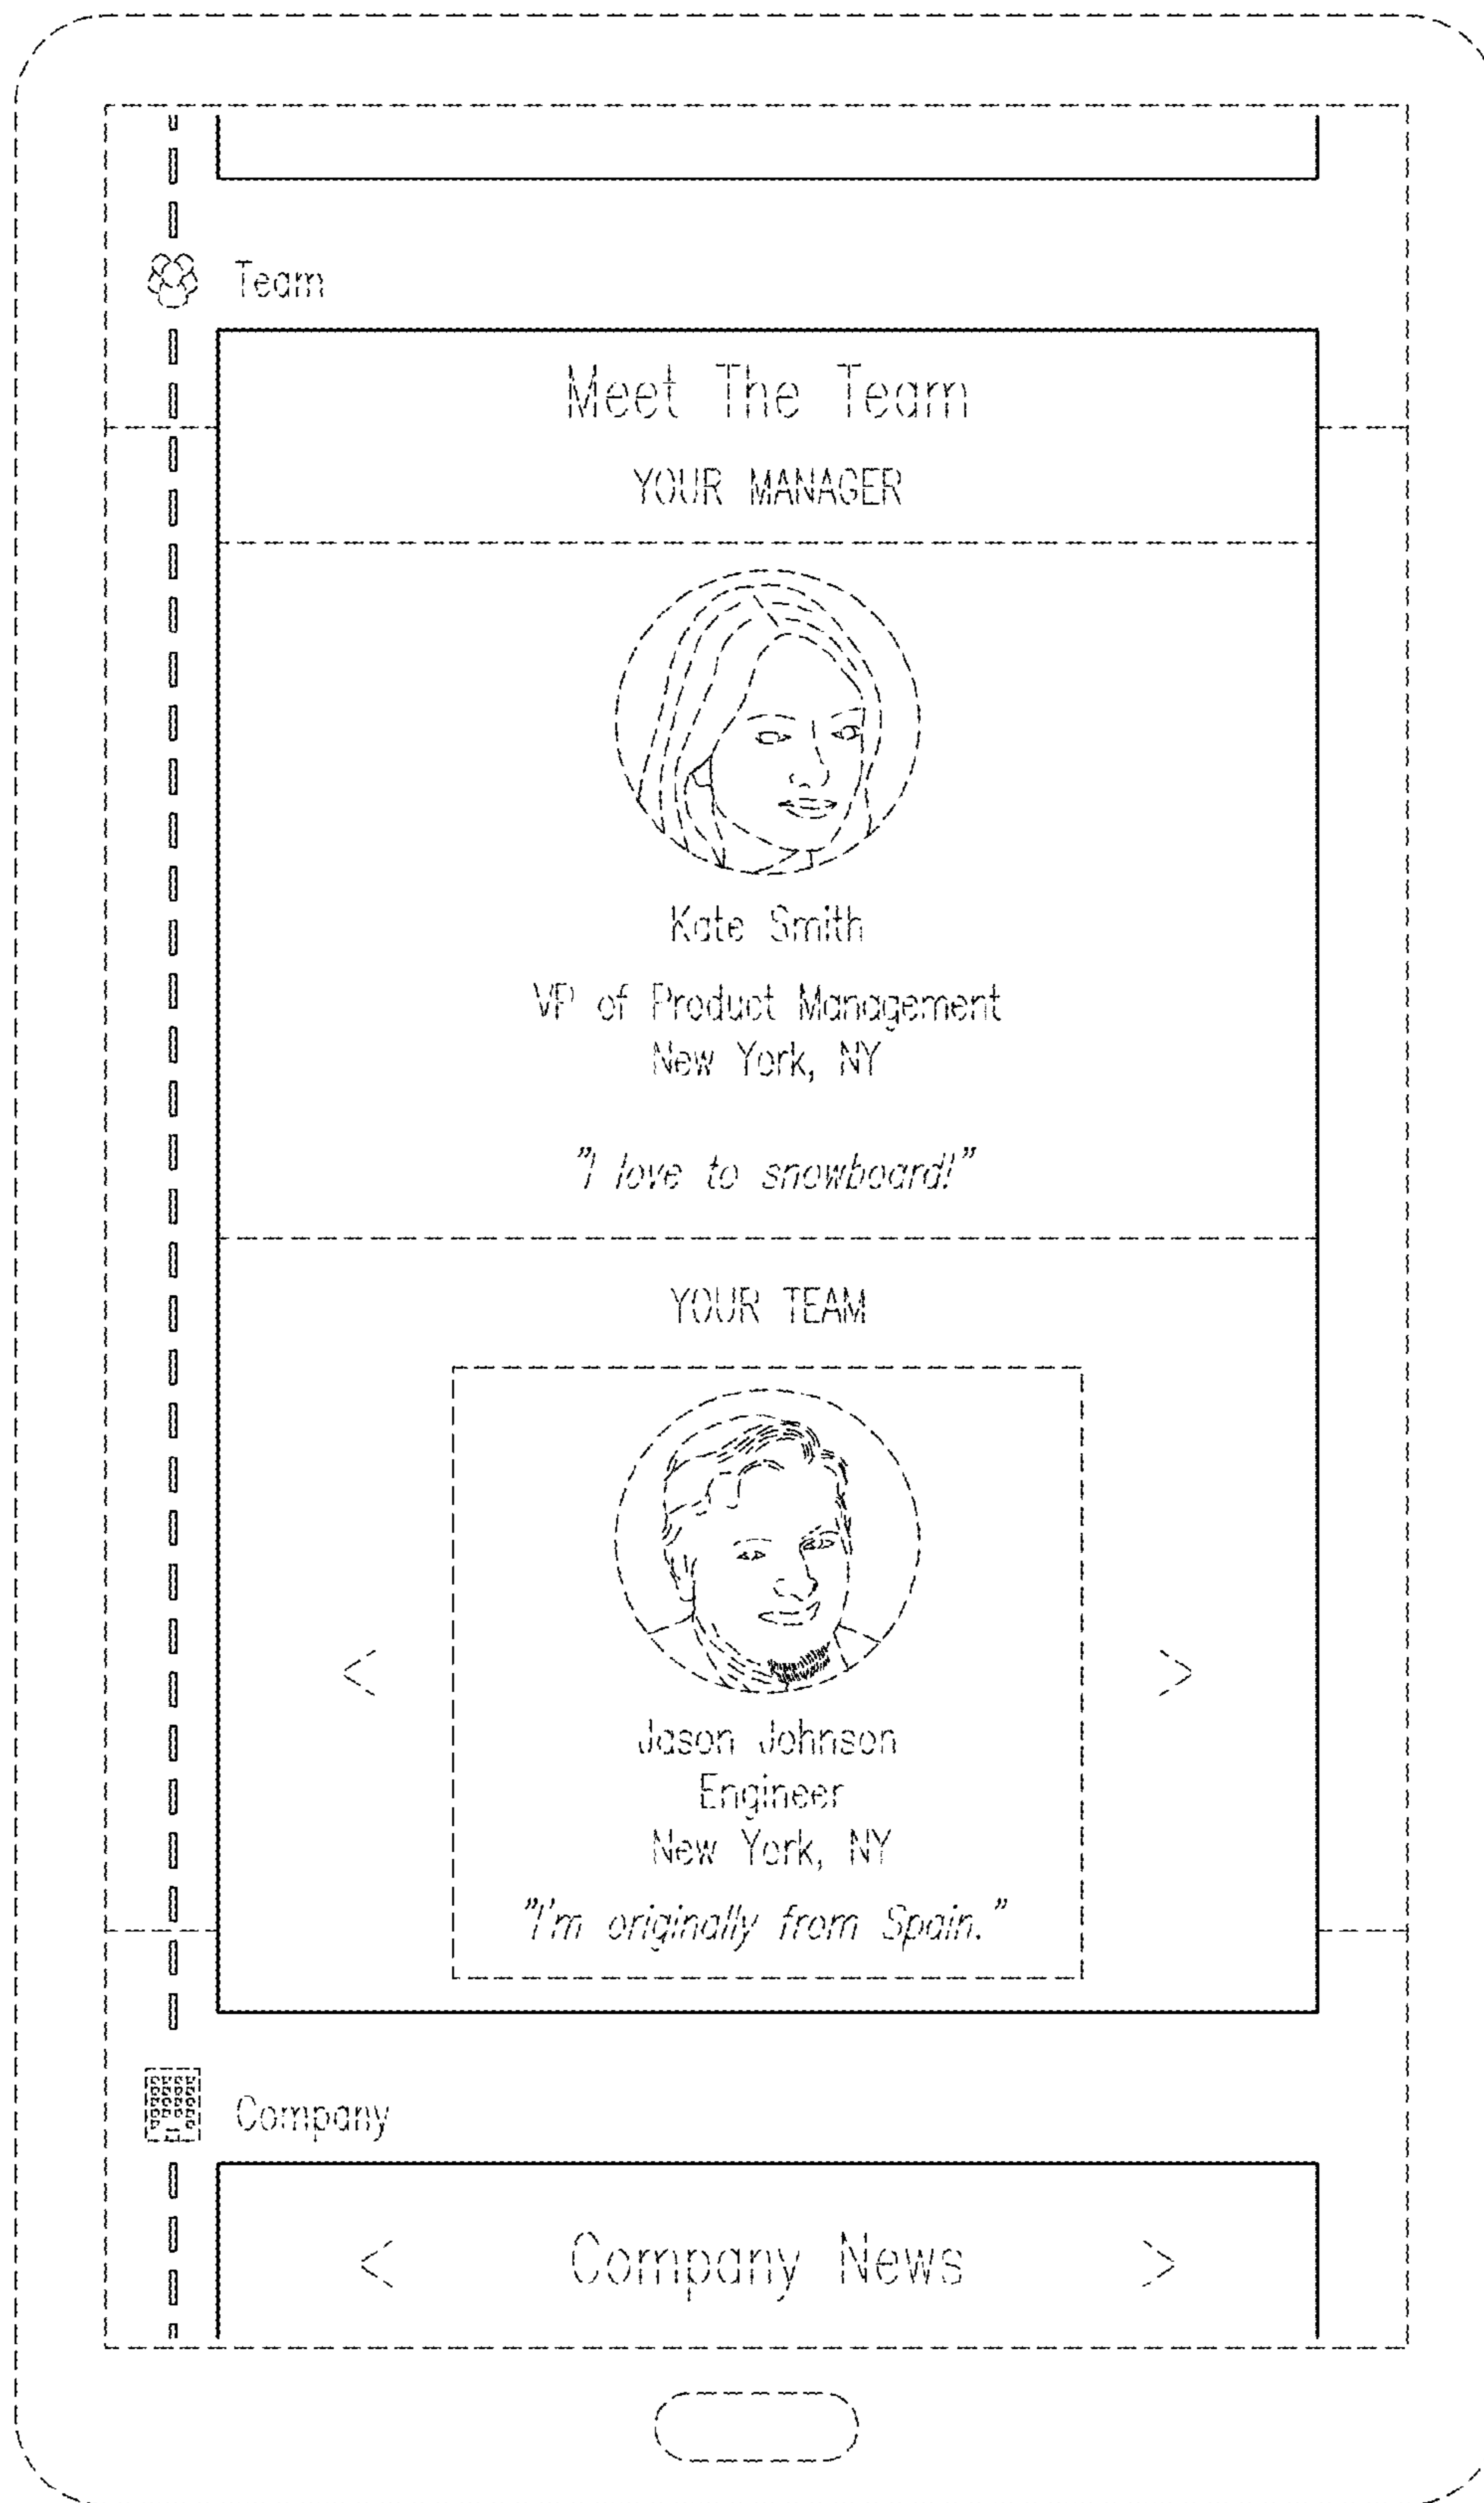 Team
Meet The Team
YOUR MANAGER
Kate Smith
VP of Product Management
New York, NY
"I love to snowboard!"
YOUR TEAM
< >
Jason Johnson
Engineer
New York, NY
"I'm originally from Spain."
Company
< Company News >